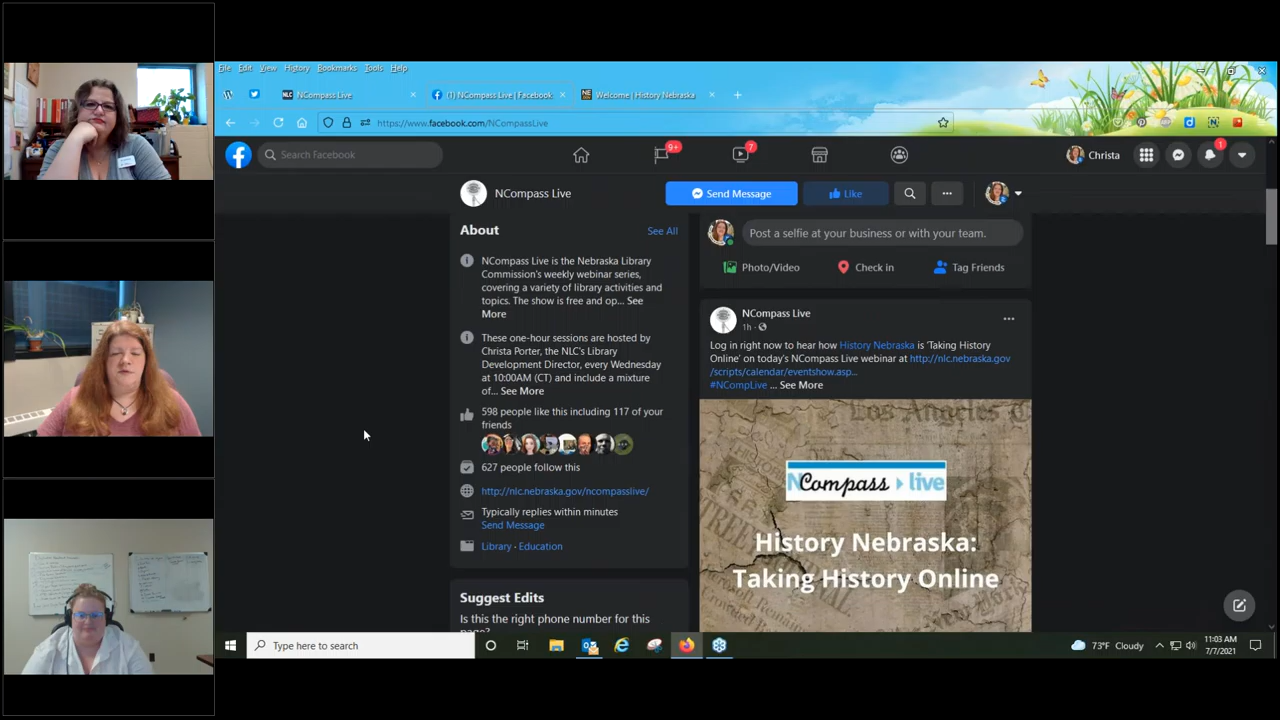 File Edit View History Bookmarks Tools Help
NLC NCompass Live
(1) NCompass Live | Facebook
Welcome | History Nebraska
https://www.facebook.com/NCompassLive
Search Facebook
9+
7
Christa
1
NCompass Live
Send Message
Like
About
See All
NCompass Live is the Nebraska Library
Commission's weekly webinar series,
covering a variety of library activities and
topics. The show is free and op... See
More
These one-hour sessions are hosted by
Christa Porter, the NLC's Library
Development Director, every Wednesday
at 10:00AM (CT) and include a mixture
of... See More
598 people like this including 117 of your
friends
627 people follow this
http://nlc.nebraska.gov/ncompasslive/
Typically replies within minutes
Send Message
Library · Education
Suggest Edits
Is this the right phone number for this
page?
Post a selfie at your business or with your team.
Photo/Video
Check in
Tag Friends
NCompass Live
1h ·
Log in right now to hear how History Nebraska is 'Taking History
Online' on today's NCompass Live webinar at http://nlc.nebraska.gov
/scripts/calendar/eventshow.asp...
#NCompLive ... See More
Los Angeles
NCompass live
History Nebraska:
Taking History Online
Type here to search
73°F Cloudy
11:03 AM
7/7/2021